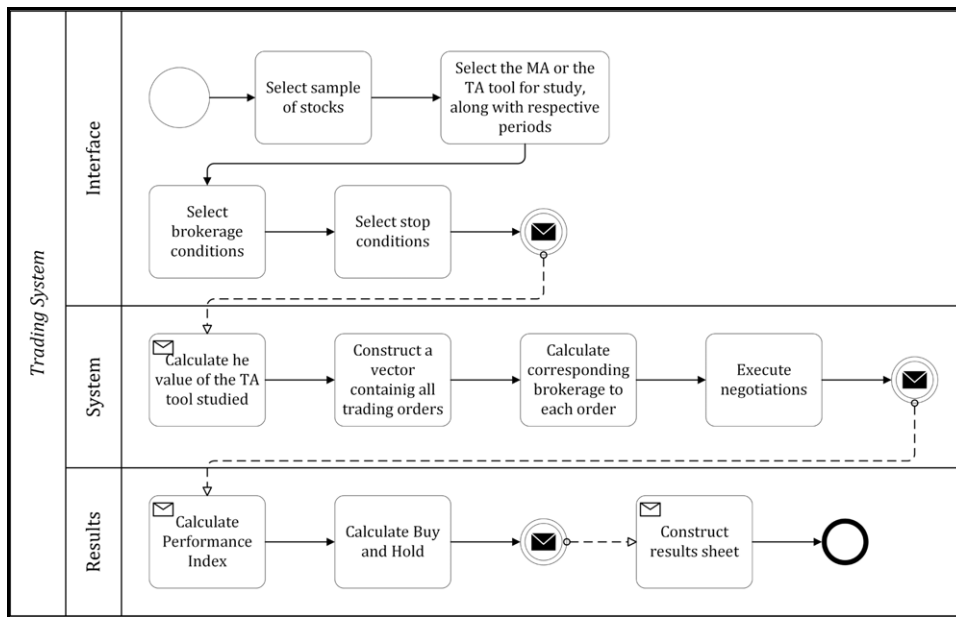 Trading System
Interface
Select sample
of stocks
Select the MA or the
TA tool for study,
along with respective
periods
Select
brokerage
conditions
Select stop
conditions
System
Calculate he
value of the TA
tool studied
Construct a
vector
containig all
trading orders
Calculate
corresponding
brokerage to
each order
Execute
negotiations
Results
Calculate
Performance
Index
Calculate Buy
and Hold
Construct
results sheet